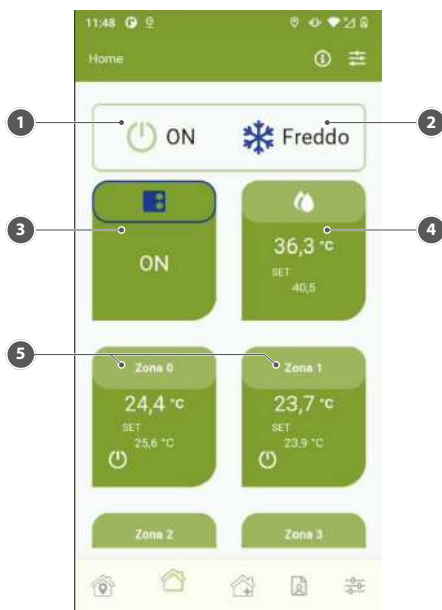 11:48
Home
1
ON
Freddo
2
3
ON
36,3 °C
SET
40,5
4
5
Zona 0
24,4 °C
SET
25,6 °C
Zona 1
23,7 °C
SET
23,9 °C
Zona 2
Zona 3